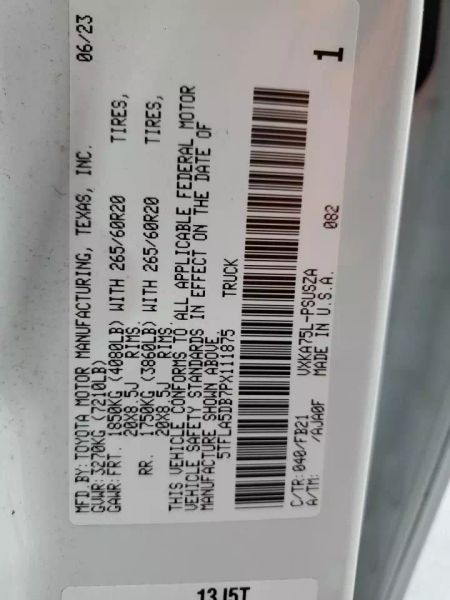 MFD.BY: TOYOTA MOTOR MANUFACTURING, TEXAS, INC. 06/23
GVWR: 3270KG (7210LB)
GAWR: FRT. 1850KG (4080LB) WITH 265/60R20 TIRES,
20X8.5J RIMS.
RR. 1750KG (3860LB) WITH 265/60R20 TIRES,
20X8.5J RIMS.
THIS VEHICLE CONFORMS TO ALL APPLICABLE FEDERAL MOTOR
VEHICLE SAFETY STANDARDS IN EFFECT ON THE DATE OF
MANUFACTURE SHOWN ABOVE.
5TFLA5DB7PX111875 TRUCK
C/TR: 040/FB21 VXKA75L-PSUSZA 082
A/TM: /AJA0F MADE IN U.S.A.
1